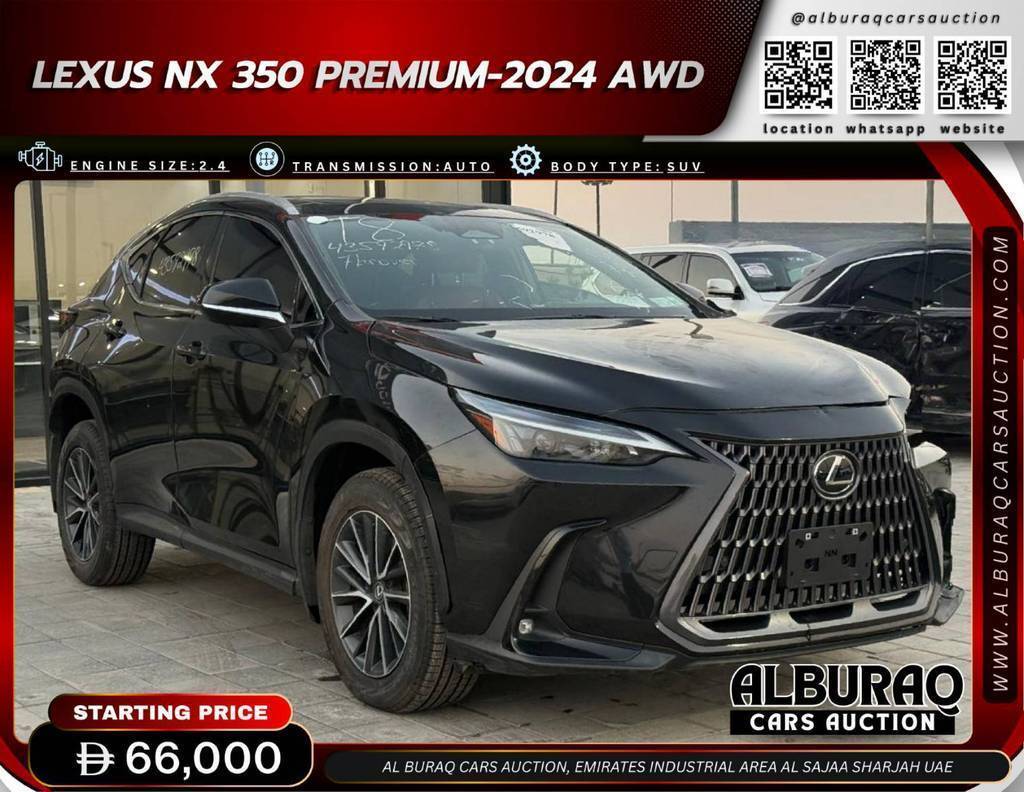 @alburaqcarsauction
LEXUS NX 350 PREMIUM-2024 AWD
location whatsapp website
ENGINE SIZE:2.4
TRANSMISSION:AUTO
BODY TYPE: SUV
18
NN
WWW.ALBURAQCARSAUCTION.COM
ALBURAQ
CARS AUCTION
STARTING PRICE
66,000
AL BURAQ CARS AUCTION, EMIRATES INDUSTRIAL AREA AL SAJAA SHARJAH UAE